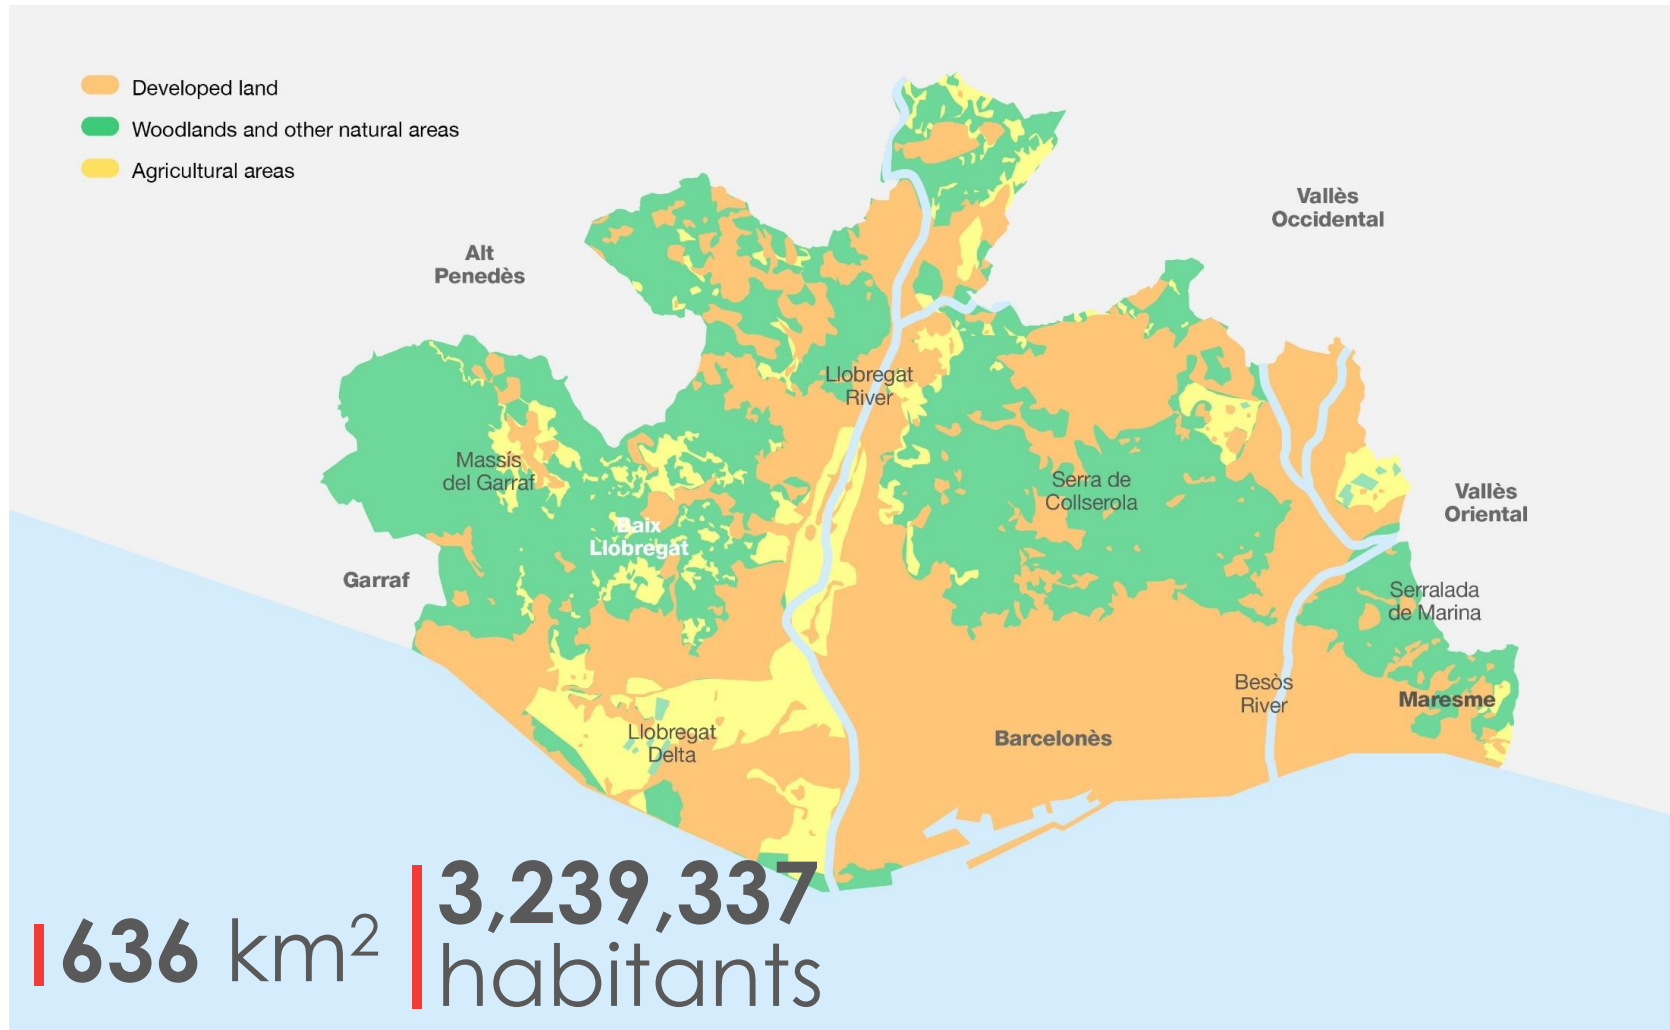 Developed land
Woodlands and other natural areas
Agricultural areas
Vallès
Occidental
Alt
Penedès
Llobregat
River
Massís
del Garraf
Serra de
Collserola
Vallès
Oriental
Baix
Llobregat
Garraf
Serralada
de Marina
Besòs
River
Maresme
Llobregat
Delta
Barcelonès
636 km²
3,239,337
habitants